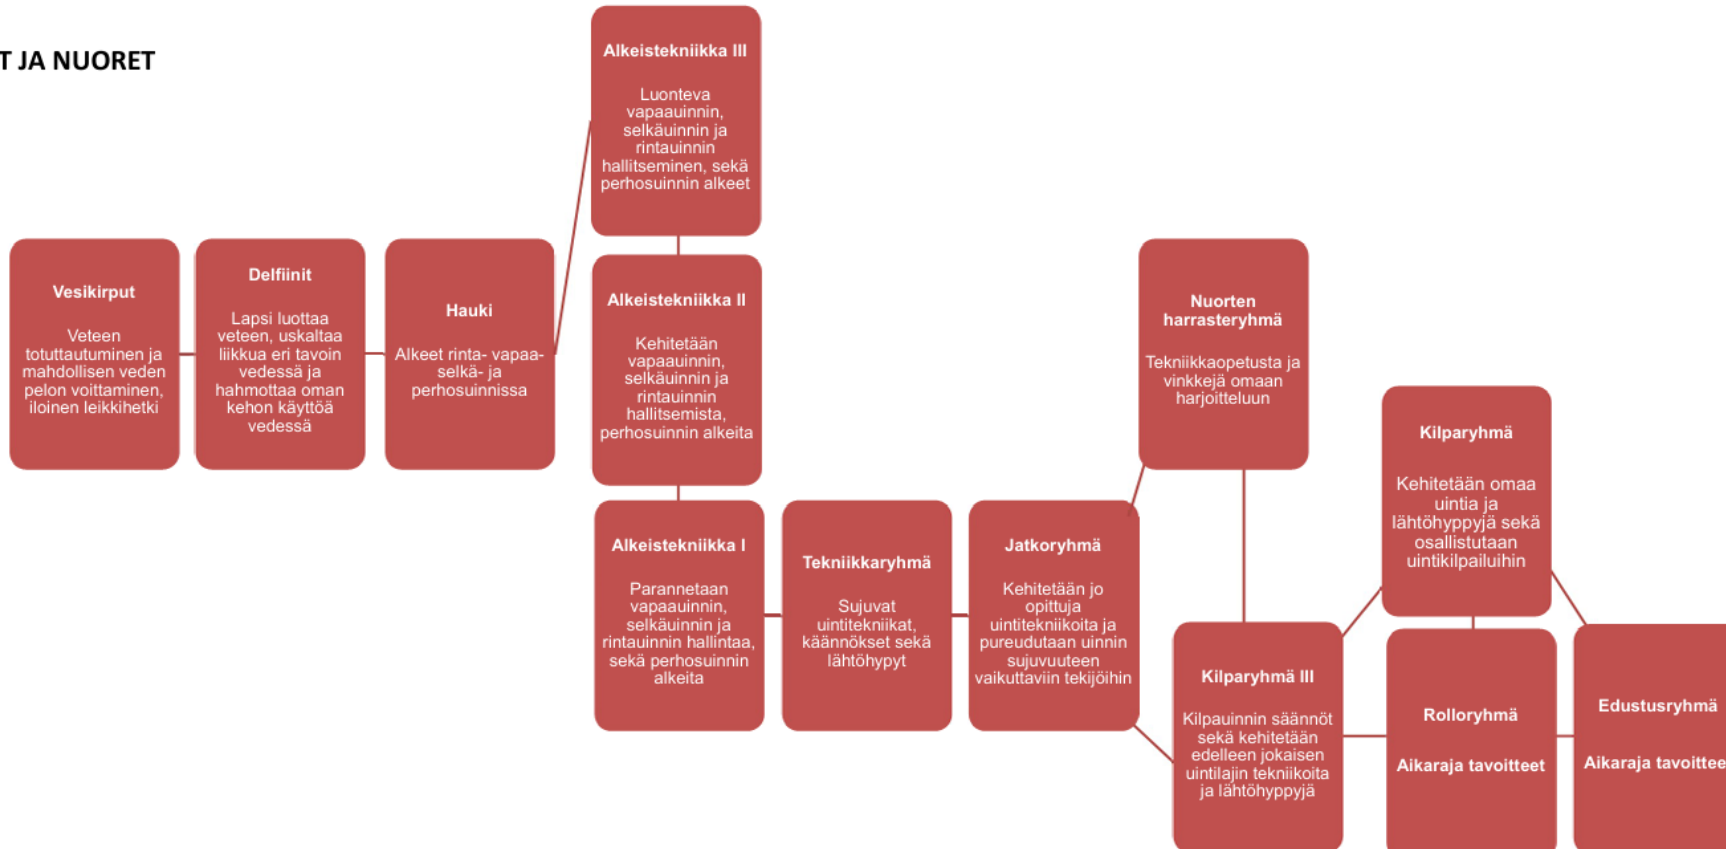 T JA NUORET
Vesikirput
Veteen
totuttautuminen ja
mahdollisen veden
pelon voittaminen,
iloinen leikkihetki
Delfiinit
Lapsi luottaa
veteen, uskaltaa
liikkua eri tavoin
vedessä ja
hahmottaa oman
kehon käyttöä
vedessä
Hauki
Alkeet rinta- vapaa-
selkä- ja
perhosuinnissa
Alkeistekniikka III
Luonteva
vapaauinnin,
selkäuinnin ja
rintauinnin
hallitseminen, sekä
perhosuinnin alkeet
Alkeistekniikka II
Kehitetään
vapaauinnin,
selkäuinnin ja
rintauinnin
hallitsemista,
perhosuinnin alkeita
Alkeistekniikka I
Parannetaan
vapaauinnin,
selkäuinnin ja
rintauinnin hallintaa,
sekä perhosuinnin
alkeita
Tekniikkaryhmä
Sujuvat
uintitekniikat,
käännökset sekä
lähtöhypyt
Jatkoryhmä
Kehitetään jo
opittuja
uintitekniikoita ja
pureudutaan uinnin
sujuvuuteen
vaikuttaviin tekijöihin
Nuorten
harrasteryhmä
Tekniikkaopetusta ja
vinkkejä omaan
harjoitteluun
Kilparyhmä III
Kilpauinnin säännöt
sekä kehitetään
edelleen jokaisen
uintilajin tekniikoita
ja lähtöhyppyjä
Kilparyhmä
Kehitetään omaa
uintia ja
lähtöhyppyjä sekä
osallistutaan
uintikilpailuihin
Rolloryhmä
Aikaraja tavoitteet
Edustusryhmä
Aikaraja tavoittee